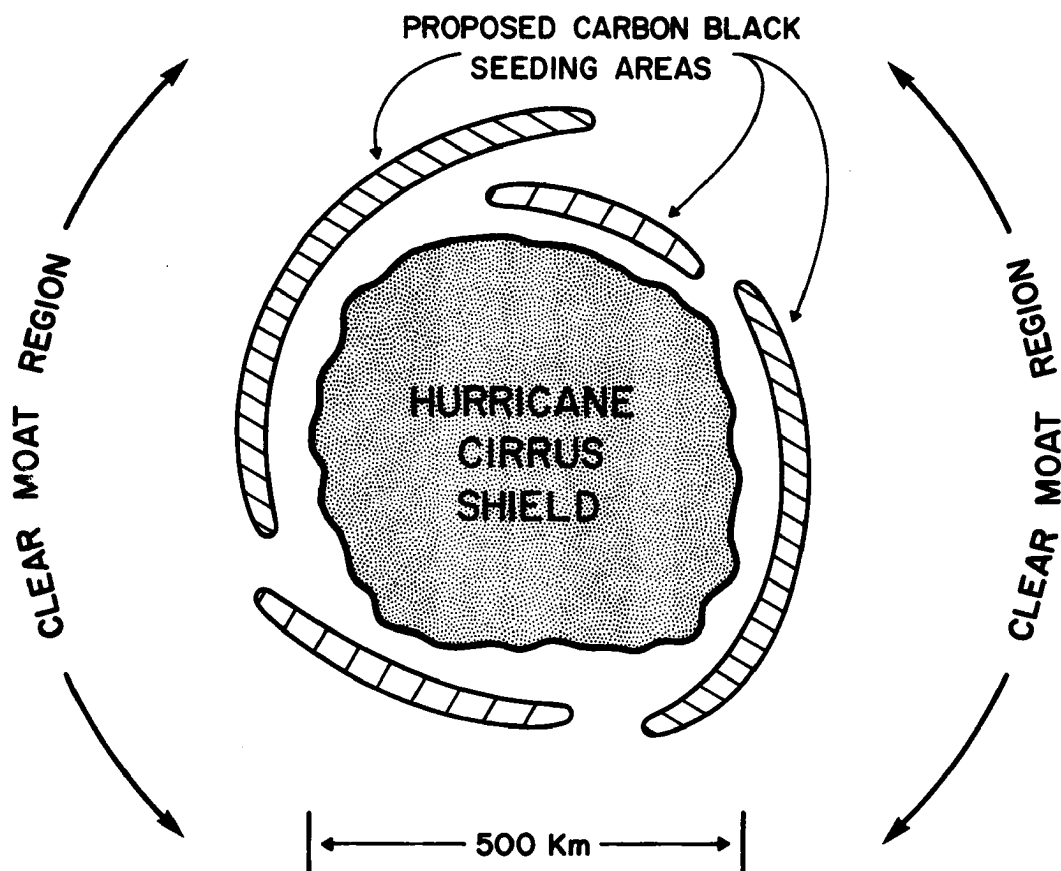 PROPOSED CARBON BLACK
SEEDING AREAS
CLEAR MOAT REGION
HURRICANE
CIRRUS
SHIELD
CLEAR MOAT REGION
500 Km